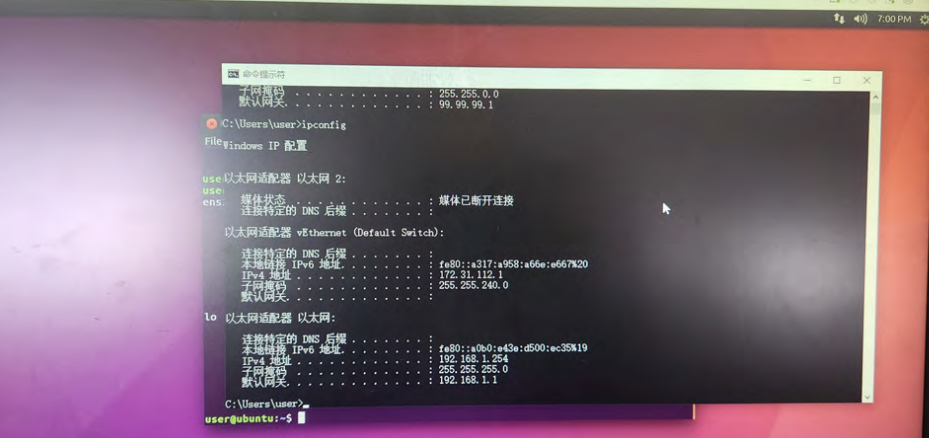 7:00 PM
命令提示符
子网掩码 . . . . . . . . . . . . : 255.255.0.0
默认网关. . . . . . . . . . . . . : 99.99.99.1
C:\Users\user>ipconfig
File
Windows IP 配置
use
以太网适配器 以太网 2:
use
ens
媒体状态 . . . . . . . . . . . . : 媒体已断开连接
连接特定的 DNS 后缀 . . . . . . . :
以太网适配器 vEthernet (Default Switch):
连接特定的 DNS 后缀 . . . . . . . :
本地链接 IPv6 地址. . . . . . . . : fe80::a317:a958:a66e:e667%20
IPv4 地址 . . . . . . . . . . . . : 172.31.112.1
子网掩码 . . . . . . . . . . . . : 255.255.240.0
默认网关. . . . . . . . . . . . . :
lo
以太网适配器 以太网:
连接特定的 DNS 后缀 . . . . . . . :
本地链接 IPv6 地址. . . . . . . . : fe80::a0b0:e43e:d500:ec35%19
IPv4 地址 . . . . . . . . . . . . : 192.168.1.254
子网掩码 . . . . . . . . . . . . : 255.255.255.0
默认网关. . . . . . . . . . . . . : 192.168.1.1
C:\Users\user>
user@ubuntu:~$